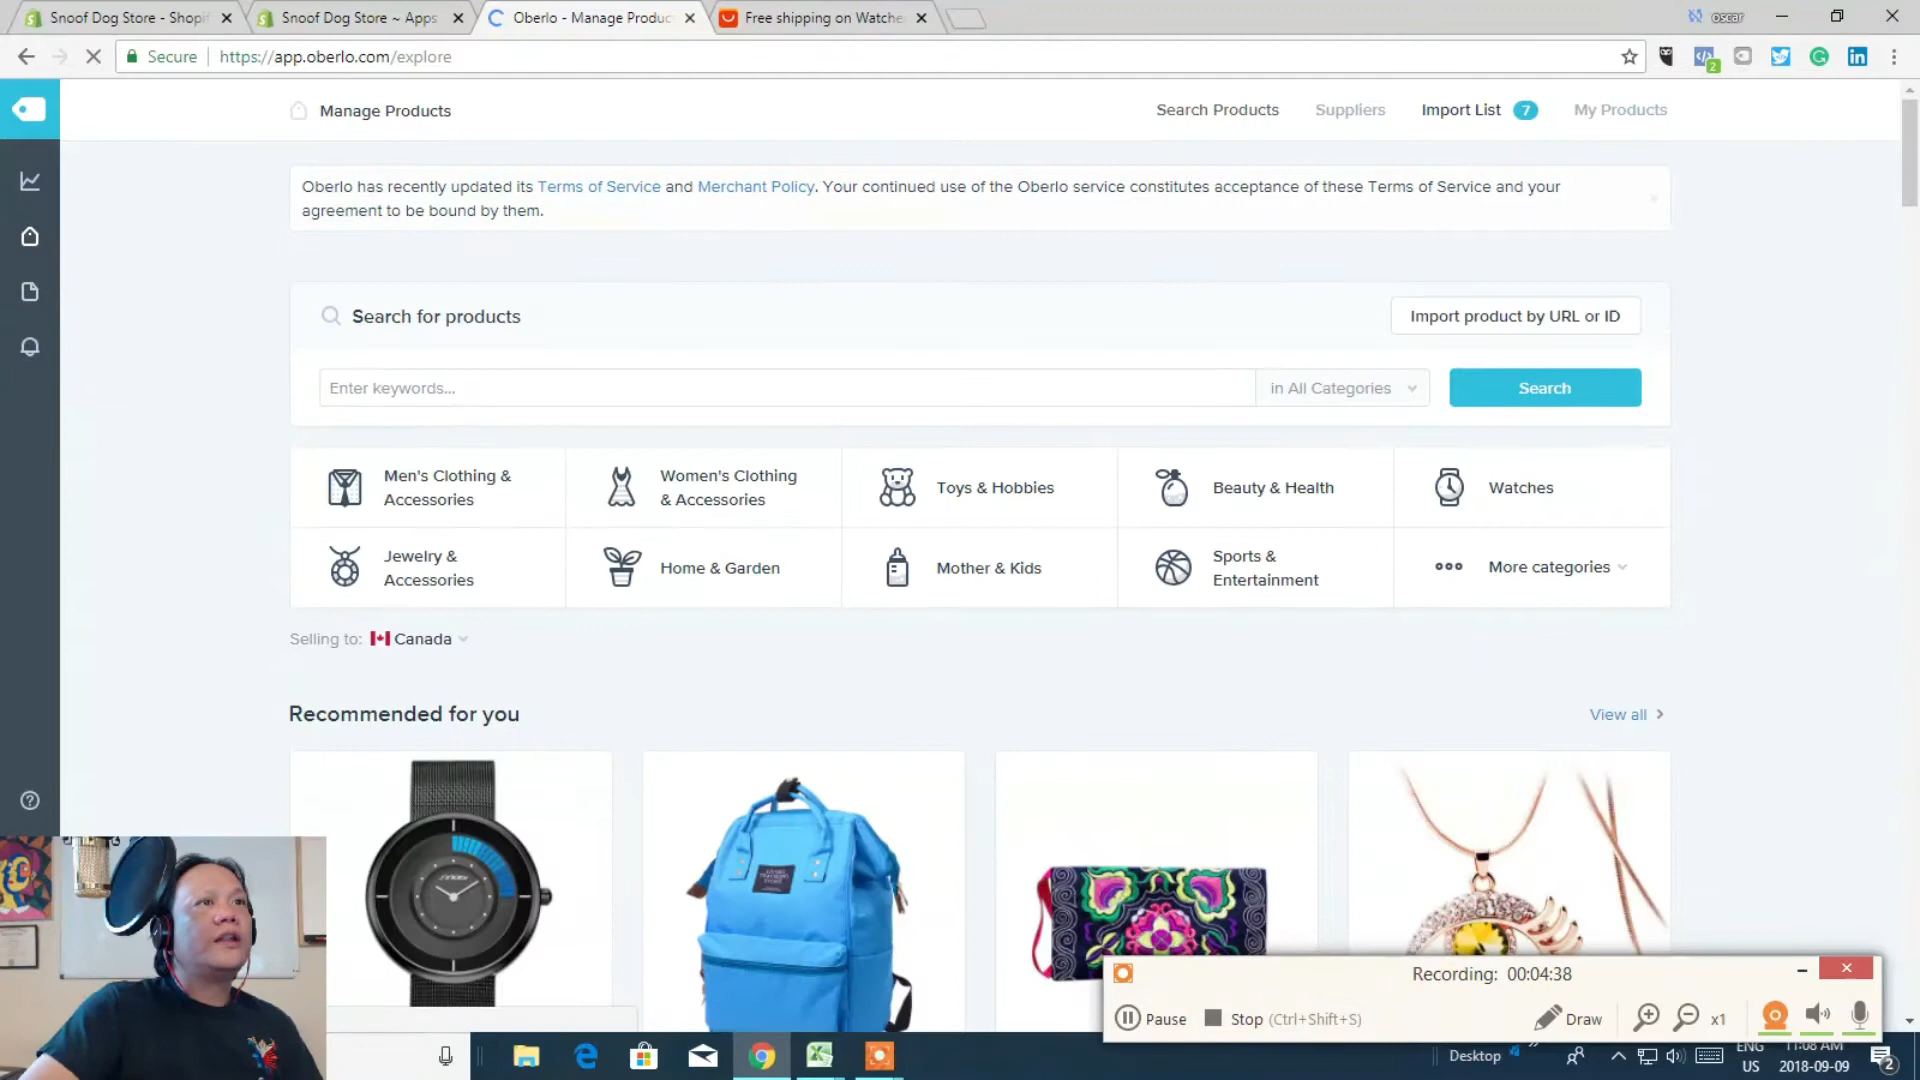 Snoof Dog Store - Shopif
Snoof Dog Store ~ Apps
Oberlo - Manage Produc
Free shipping on Watche
oscar
Secure
https://app.oberlo.com/explore
2
Manage Products
Search Products
Suppliers
Import List 7
My Products
Oberlo has recently updated its Terms of Service and Merchant Policy. Your continued use of the Oberlo service constitutes acceptance of these Terms of Service and your
agreement to be bound by them.
Search for products
Import product by URL or ID
Enter keywords...
in All Categories
Search
Men's Clothing &
Accessories
Women's Clothing
& Accessories
Toys & Hobbies
Beauty & Health
Watches
Jewelry &
Accessories
Home & Garden
Mother & Kids
Sports &
Entertainment
More categories
Selling to: Canada
Recommended for you
View all
Recording: 00:04:38
Pause
Stop (Ctrl+Shift+S)
Draw
x1
Desktop
ENG
US
11:08 AM
2018-09-09
2